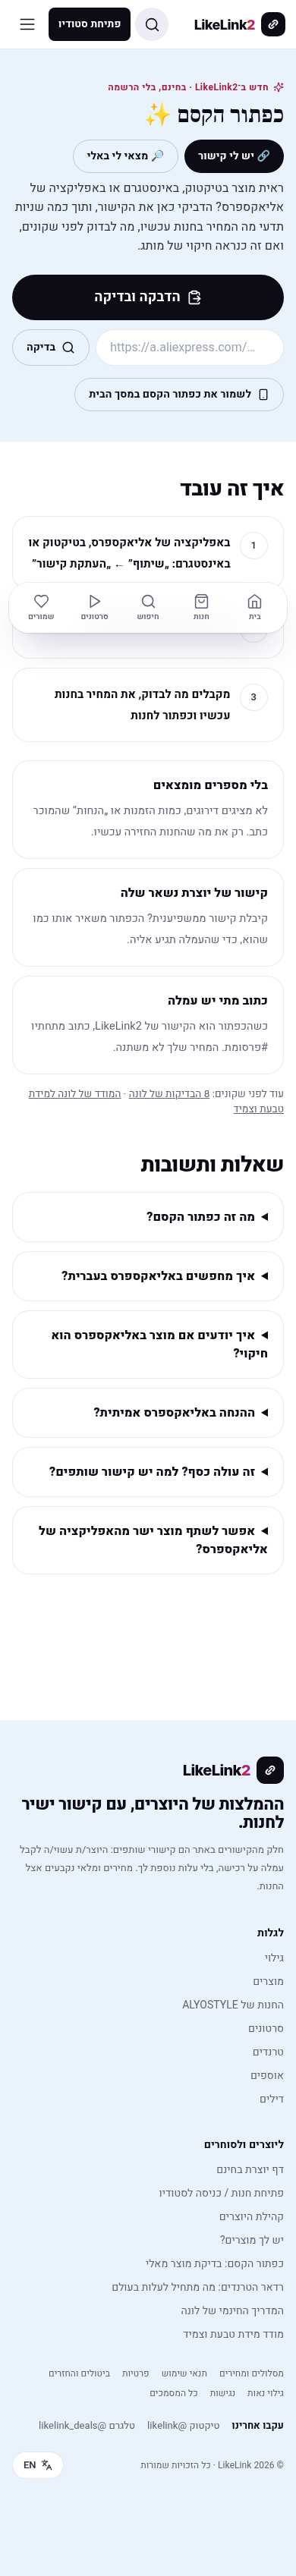 LikeLink2
פתיחת סטודיו
חדש ב־LikeLink2 · בחינם, בלי הרשמה
כפתור הקסם ✨
🔗 יש לי קישור
🔎 מצאי לי באלי
ראית מוצר בטיקטוק, באינסטגרם או באפליקציה של
אליאקספרס? הדביקי כאן את הקישור, ותוך כמה שניות
תדעי מה המחיר בחנות עכשיו, מה לבדוק לפני שקונים,
ואם זה כנראה חיקוי של מותג.
הדבקה ובדיקה
https://a.aliexpress.com/…
בדיקה
לשמור את כפתור הקסם במסך הבית
איך זה עובד
1
באפליקציה של אליאקספרס, בטיקטוק או
באינסטגרם: „שיתוף” ← „העתקת קישור”
בית
חנות
חיפוש
סרטונים
שמורים
3
מקבלים מה לבדוק, את המחיר בחנות
עכשיו וכפתור לחנות
בלי מספרים מומצאים
לא מציגים דירוגים, כמות הזמנות או „הנחות” שהמוכר
כתב. רק את מה שהחנות החזירה עכשיו.
קישור של יוצרת נשאר שלה
קיבלת קישור ממשפיענית? הכפתור משאיר אותו כמו
שהוא, כדי שהעמלה תגיע אליה.
כתוב מתי יש עמלה
כשהכפתור הוא הקישור של LikeLink2, כתוב מתחתיו
#פרסומת. המחיר שלך לא משתנה.
עוד לפני שקונים: 8 הבדיקות של לונה · המודד של לונה למידת
טבעת וצמיד
שאלות ותשובות
◀ מה זה כפתור הקסם?
◀ איך מחפשים באליאקספרס בעברית?
◀ איך יודעים אם מוצר באליאקספרס הוא
חיקוי?
◀ ההנחה באליאקספרס אמיתית?
◀ זה עולה כסף? למה יש קישור שותפים?
◀ אפשר לשתף מוצר ישר מהאפליקציה של
אליאקספרס?
LikeLink2
ההמלצות של היוצרים, עם קישור ישיר
לחנות.
חלק מהקישורים באתר הם קישורי שותפים: היוצר/ת עשוי/ה לקבל
עמלה על רכישה, בלי עלות נוספת לך. מחירים ומלאי נקבעים אצל
החנות.
לגלות
גילוי
מוצרים
החנות של ALYOSTYLE
סרטונים
טרנדים
אוספים
דילים
ליוצרים ולסוחרים
דף יוצרת בחינם
פתיחת חנות / כניסה לסטודיו
קהילת היוצרים
יש לך מוצרים?
כפתור הקסם: בדיקת מוצר מאלי
רדאר הטרנדים: מה מתחיל לעלות בעולם
המדריך החינמי של לונה
מודד מידת טבעת וצמיד
מסלולים ומחירים
תנאי שימוש
פרטיות
ביטולים והחזרים
גילוי נאות
נגישות
כל המסמכים
עקבו אחרינו
טיקטוק @likelink
טלגרם @likelink_deals
© 2026 LikeLink · כל הזכויות שמורות
EN